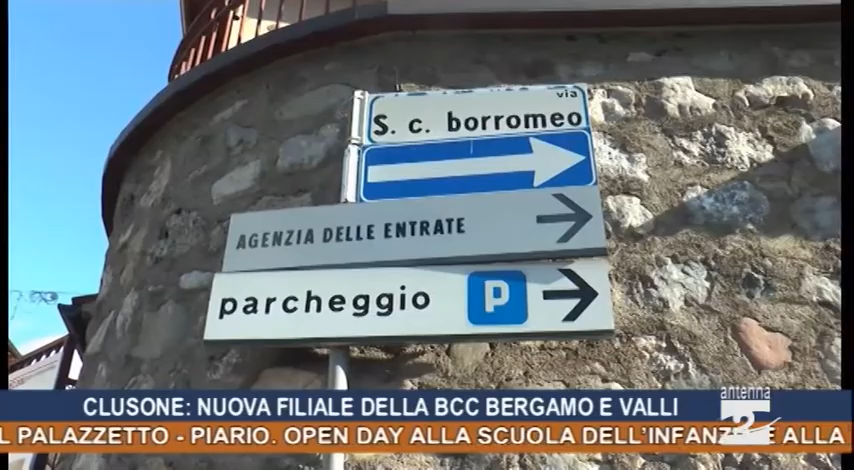 via
S. c. borromeo
AGENZIA DELLE ENTRATE
parcheggio P
CLUSONE: NUOVA FILIALE DELLA BCC BERGAMO E VALLI
antenna
2
L PALAZZETTO - PIARIO. OPEN DAY ALLA SCUOLA DELL'INFANZ E ALLA